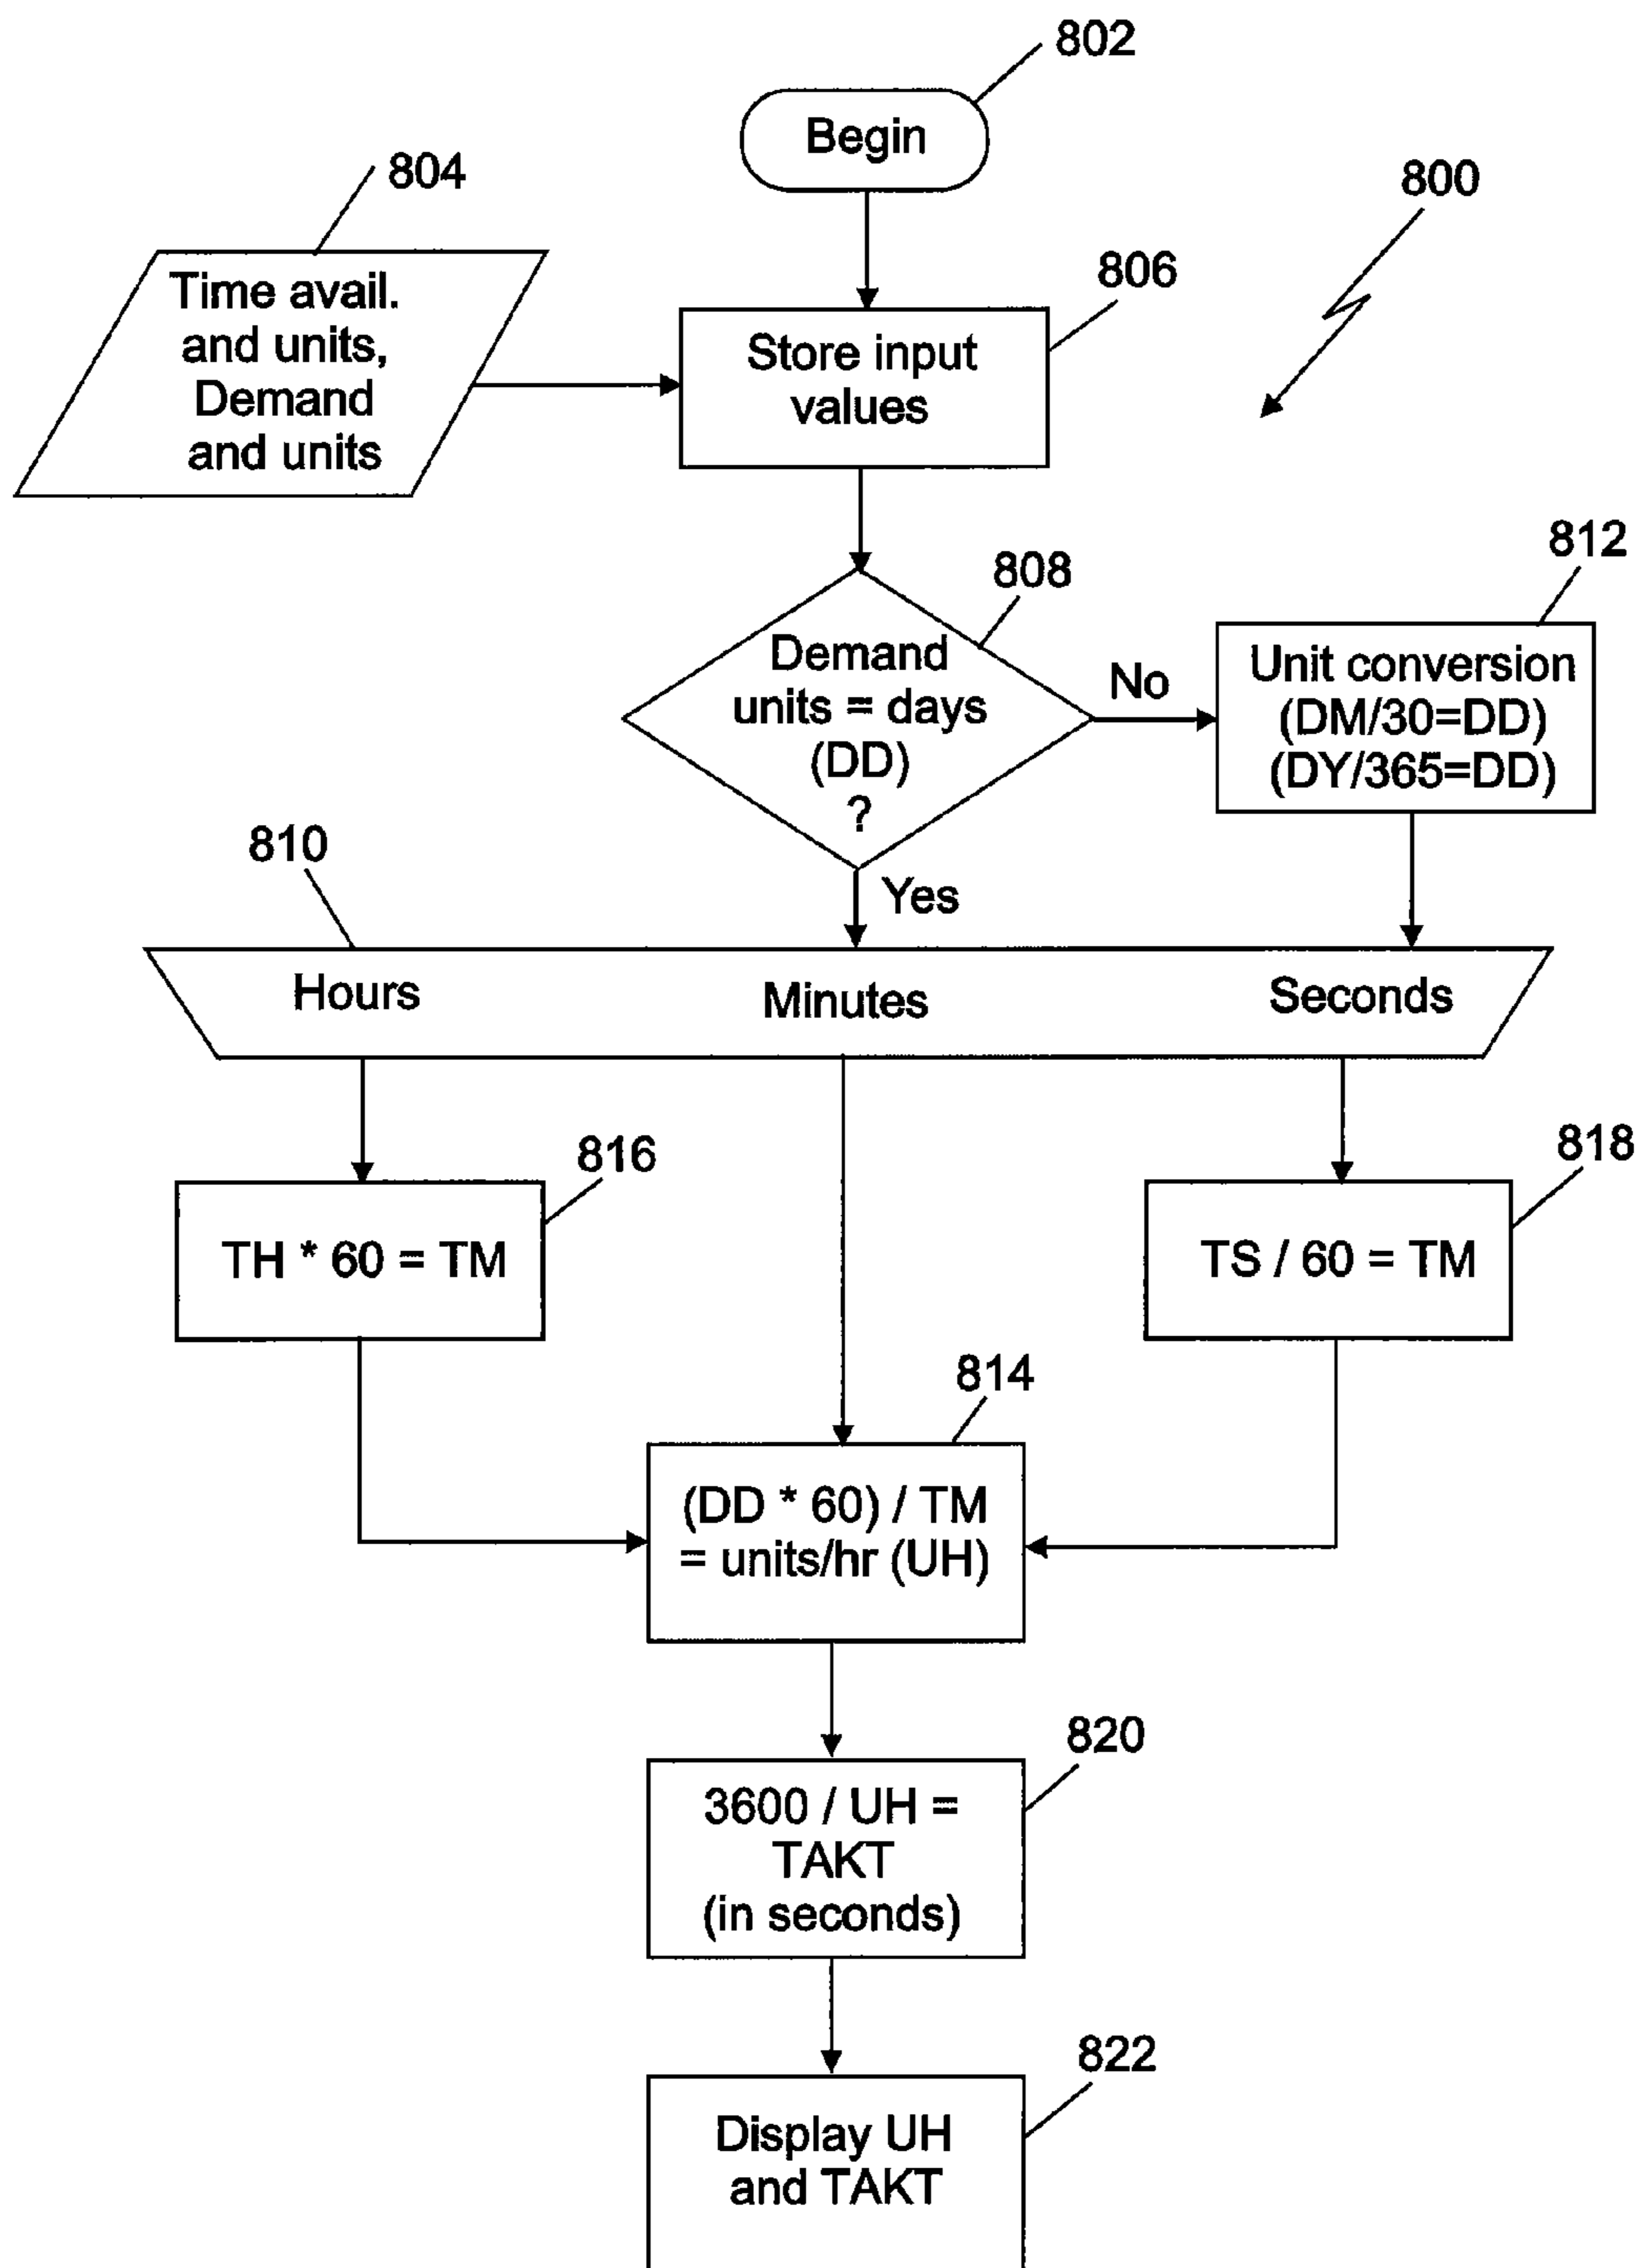 802
Begin
804
800
Time avail.
and units,
Demand
and units
806
Store input
values
808
812
Demand
units = days
(DD)
?
No
Unit conversion
(DM/30=DD)
(DY/365=DD)
810
Yes
Hours
Minutes
Seconds
816
818
TH * 60 = TM
TS / 60 = TM
814
(DD * 60) / TM
= units/hr (UH)
820
3600 / UH =
TAKT
(in seconds)
822
Display UH
and TAKT